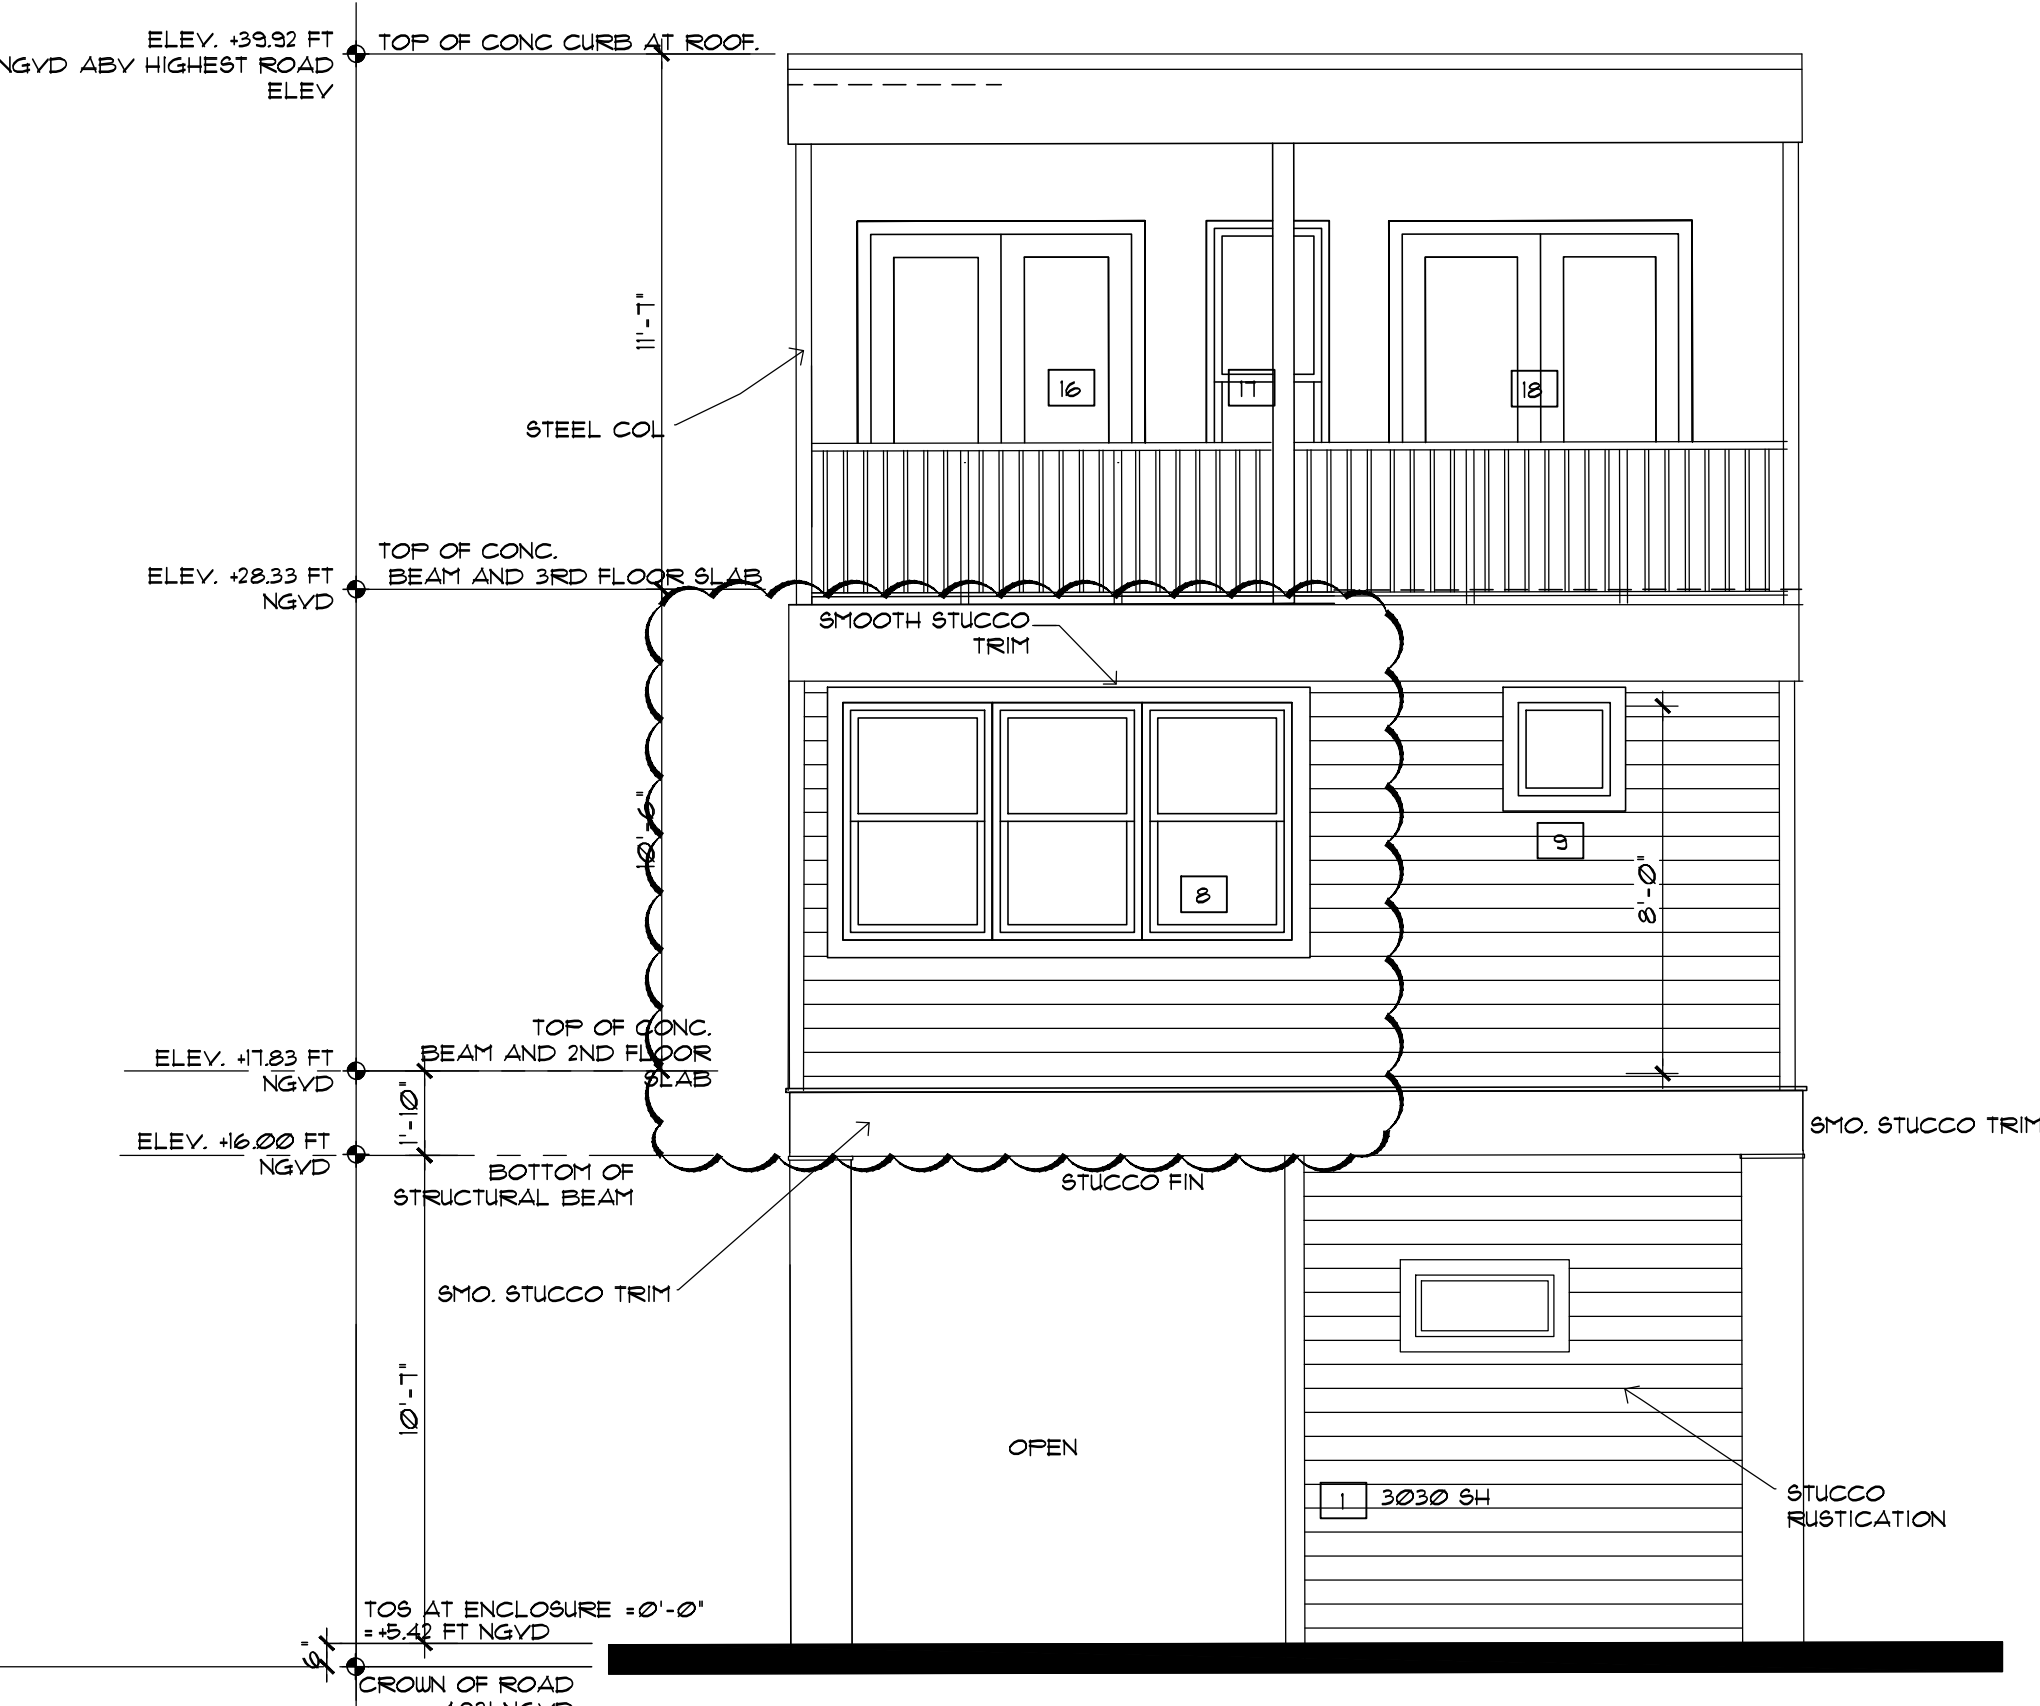 ELEV. +39.92 FT
NGVD ABV HIGHEST ROAD
ELEV
TOP OF CONC CURB AT ROOF.
11'-7"
STEEL COL
16
17
18
TOP OF CONC.
BEAM AND 3RD FLOOR SLAB
ELEV. +28.33 FT
NGVD
SMOOTH STUCCO
TRIM
10'-6"
8
9
8'-0"
TOP OF CONC.
BEAM AND 2ND FLOOR
SLAB
ELEV. +17.83 FT
NGVD
1'-10"
ELEV. +16.00 FT
NGVD
BOTTOM OF
STRUCTURAL BEAM
SMO. STUCCO TRIM
STUCCO FIN
SMO. STUCCO TRIM
10'-7"
OPEN
1
3030 SH
STUCCO
RUSTICATION
TOS AT ENCLOSURE =0'-0"
=+5.42 FT NGVD
6"
CROWN OF ROAD
NGVD